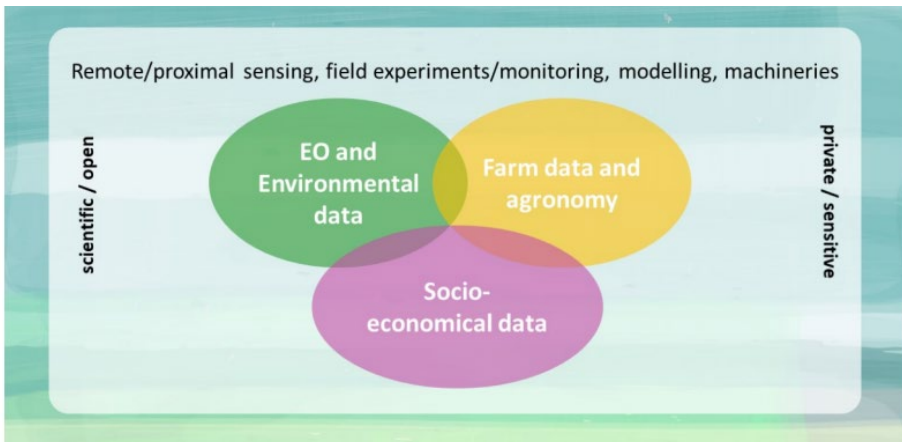 Remote/proximal sensing, field experiments/monitoring, modelling, machineries
scientific / open
EO and
Environmental
data
Farm data and
agronomy
private / sensitive
Socio-
economical data